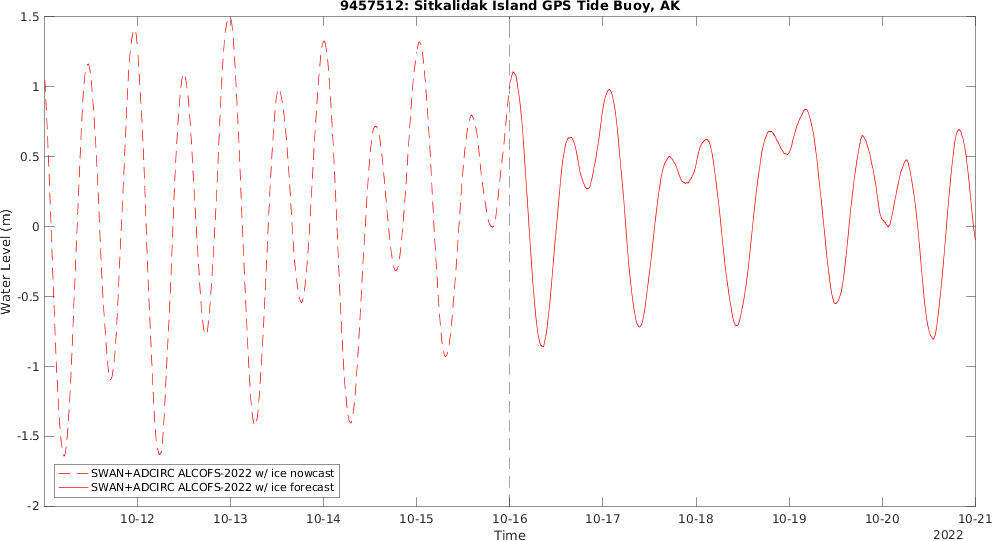 9457512: Sitkalidak Island GPS Tide Buoy, AK
1.5
1
0.5
0
-0.5
-1
-1.5
-2
Water Level (m)
SWAN+ADCIRC ALCOFS-2022 w/ ice nowcast
SWAN+ADCIRC ALCOFS-2022 w/ ice forecast
10-12 10-13 10-14 10-15 10-16 10-17 10-18 10-19 10-20 10-21
Time
2022